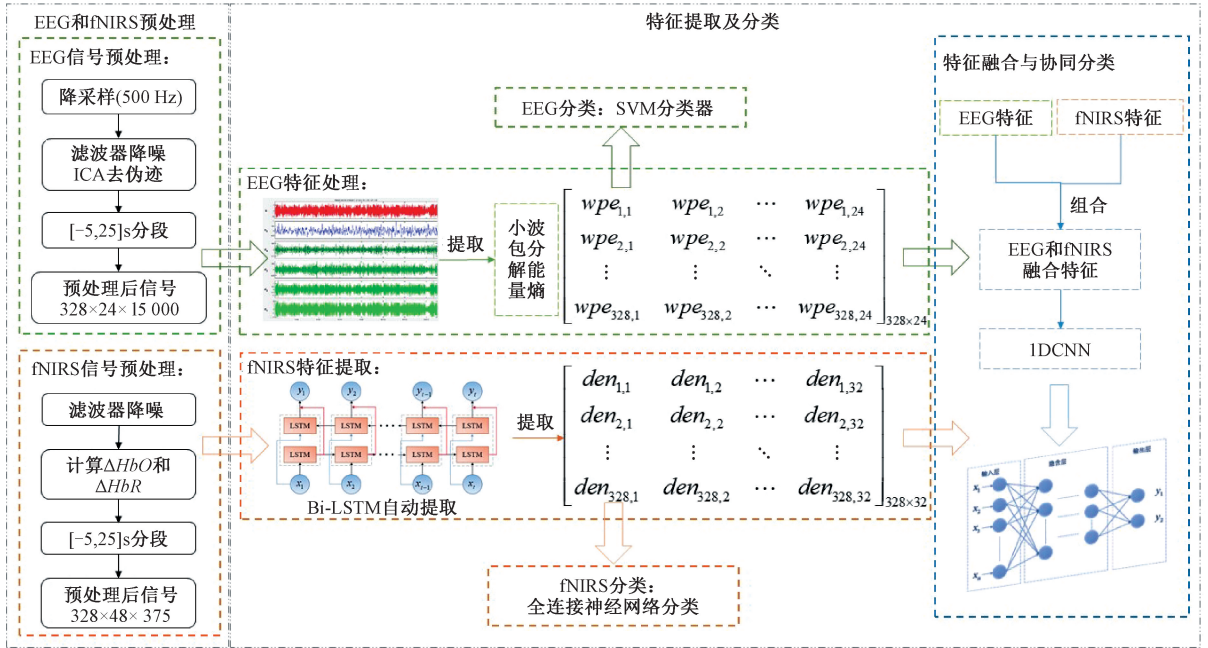 EEG和fNIRS预处理
EEG信号预处理:
降采样(500 Hz)
滤波器降噪
ICA去伪迹
[−5,25]s分段
预处理后信号
328×24×15 000
fNIRS信号预处理:
滤波器降噪
计算ΔHbO和
ΔHbR
[−5,25]s分段
预处理后信号
328×48× 375
特征提取及分类
EEG分类: SVM分类器
EEG特征处理:
提取
小波
包分
解能
量熵
wpe1,1 wpe1,2 ⋯ wpe1,24
wpe2,1 wpe2,2 ⋯ wpe2,24
⋮ ⋮ ⋱ ⋮
wpe328,1 wpe328,2 ⋯ wpe328,24
328×24
fNIRS特征提取:
y1 y2 yt−1 yt
LSTM LSTM ⋯ LSTM LSTM
LSTM LSTM ⋯ LSTM LSTM
x1 x2 xt−1 xt
Bi-LSTM自动提取
提取
den1,1 den1,2 ⋯ den1,32
den2,1 den2,2 ⋯ den2,32
⋮ ⋮ ⋱ ⋮
den328,1 den328,2 ⋯ den328,32
328×32
fNIRS分类:
全连接神经网络分类
特征融合与协同分类
EEG特征
fNIRS特征
组合
EEG和fNIRS
融合特征
1DCNN
输入层
隐含层
输出层
x1
x2
y1
y2